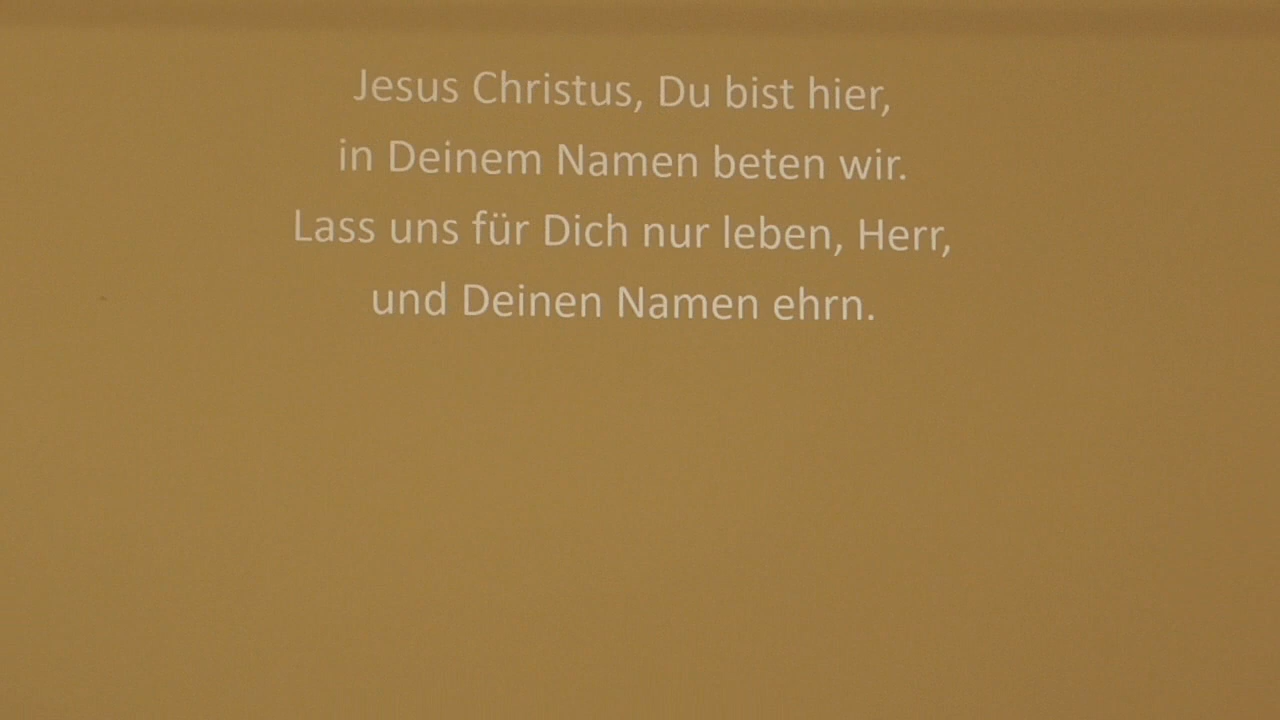 Jesus Christus, Du bist hier,
in Deinem Namen beten wir.
Lass uns für Dich nur leben, Herr,
und Deinen Namen ehrn.